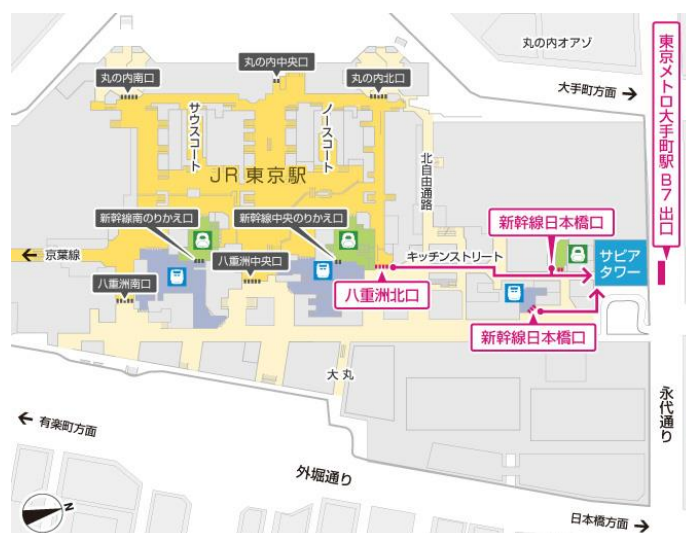 丸の内オアゾ
丸の内中央口
丸の内南口
丸の内北口
大手町方面
東京メトロ大手町駅 B7 出口
サウスコート
ノースコート
JR 東京駅
北自由通路
新幹線南のりかえ口
新幹線中央のりかえ口
新幹線日本橋口
京葉線
八重洲中央口
キッチンストリート
サピア
タワー
八重洲南口
八重洲北口
新幹線日本橋口
大丸
永代通り
有楽町方面
外堀通り
N
日本橋方面